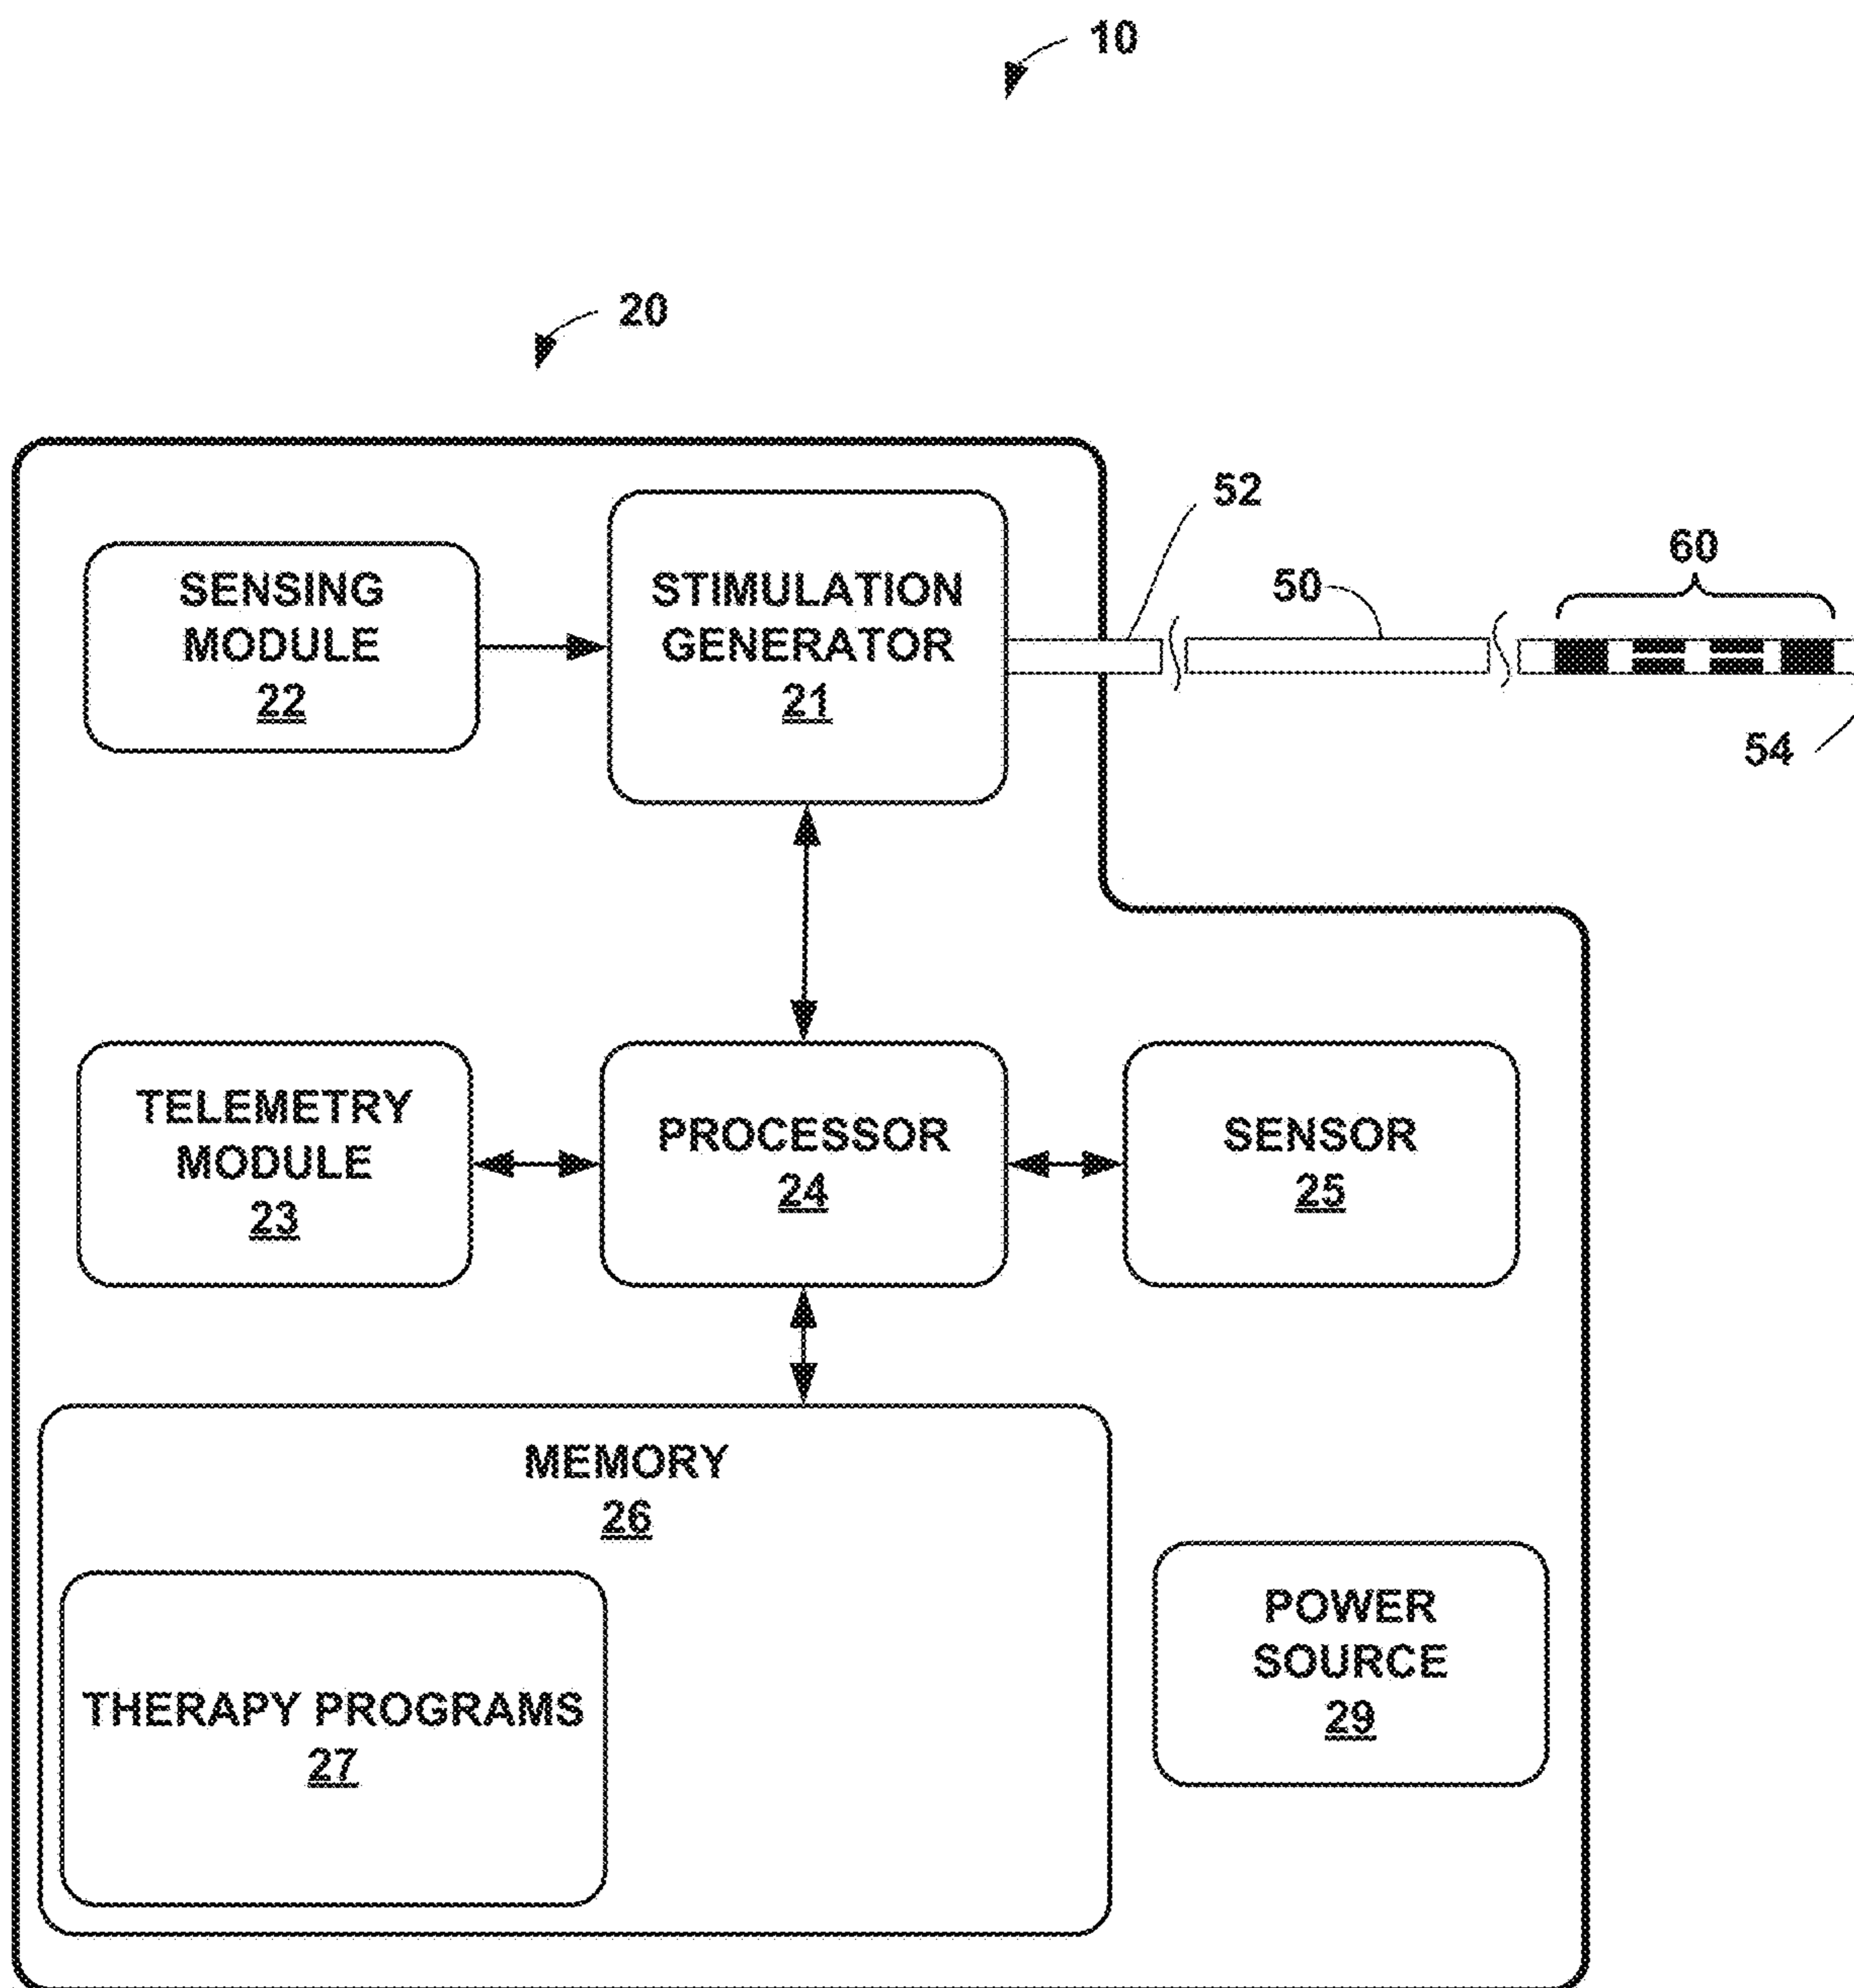 10
20
52
60
50
SENSING
MODULE
22
STIMULATION
GENERATOR
21
54
TELEMETRY
MODULE
23
PROCESSOR
24
SENSOR
25
MEMORY
26
THERAPY PROGRAMS
27
POWER
SOURCE
29